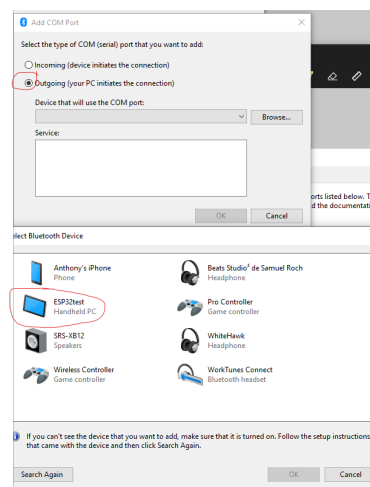 Add COM Port
Select the type of COM (serial) port that you want to add:
Incoming (device initiates the connection)
Outgoing (your PC initiates the connection)
Device that will use the COM port:
Browse...
Service:
orts listed below. T
d the documentati
OK Cancel
elect Bluetooth Device
Anthony's iPhone
Phone
Beats Studio² de Samuel Roch
Headphone
ESP32test
Handheld PC
Pro Controller
Game controller
SRS-XB12
Speakers
WhiteHawk
Headphone
Wireless Controller
Game controller
WorkTunes Connect
Bluetooth headset
If you can't see the device that you want to add, make sure that it is turned on. Follow the setup instructions
that came with the device and then click Search Again.
Search Again OK Cancel